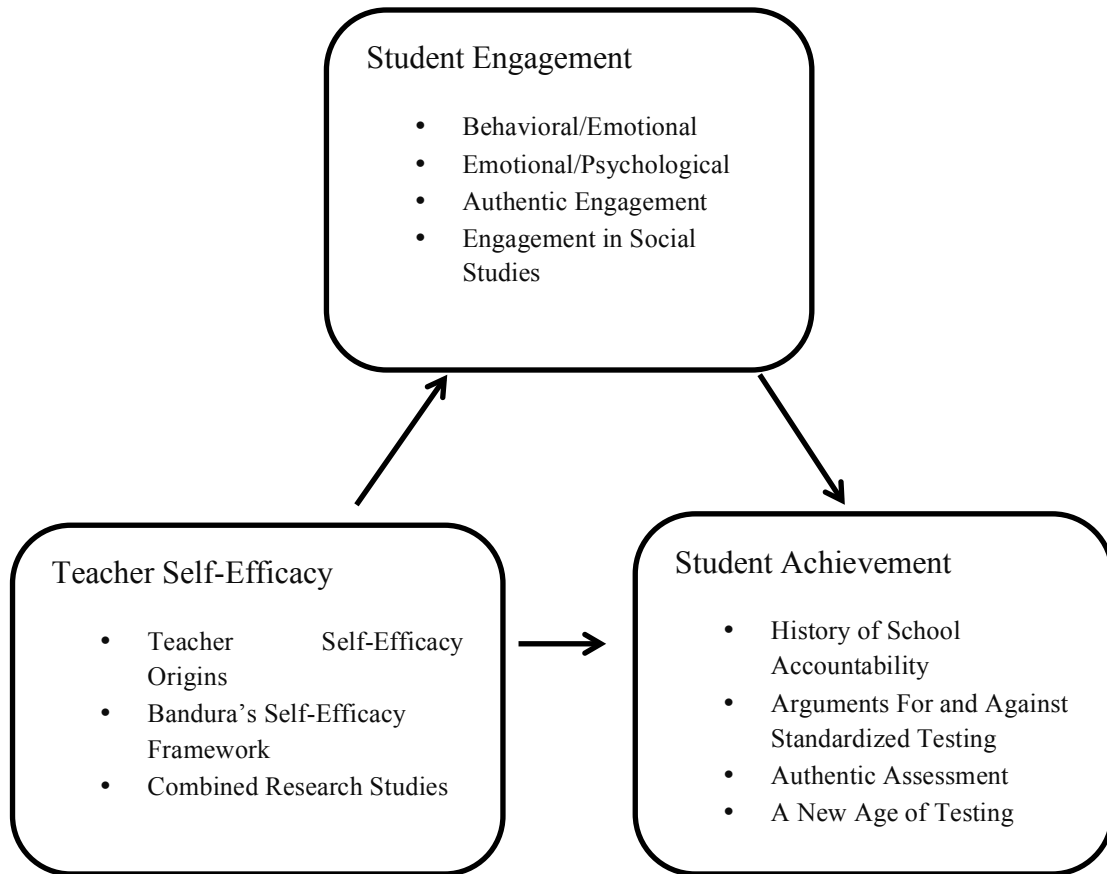 Student Engagement
• Behavioral/Emotional
• Emotional/Psychological
• Authentic Engagement
• Engagement in Social
Studies
Teacher Self-Efficacy
• Teacher Self-Efficacy
Origins
• Bandura’s Self-Efficacy
Framework
• Combined Research Studies
Student Achievement
• History of School
Accountability
• Arguments For and Against
Standardized Testing
• Authentic Assessment
• A New Age of Testing